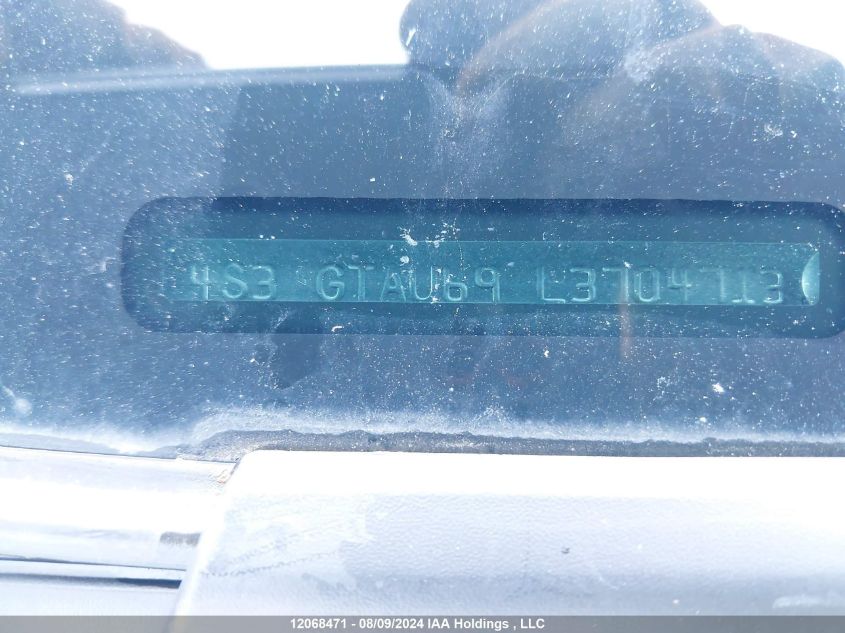 4S3 GTAU69 L3704713
12068471 - 08/09/2024 IAA Holdings , LLC